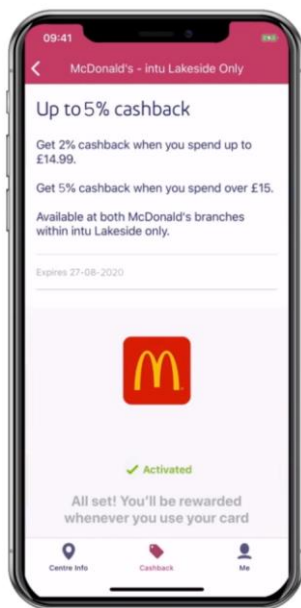 09:41
McDonald's - intu Lakeside Only
Up to 5% cashback
Get 2% cashback when you spend up to
£14.99.
Get 5% cashback when you spend over £15.
Available at both McDonald's branches
within intu Lakeside only.
Expires 27-08-2020
Activated
All set! You'll be rewarded
whenever you use your card
Centre Info
Cashback
Me